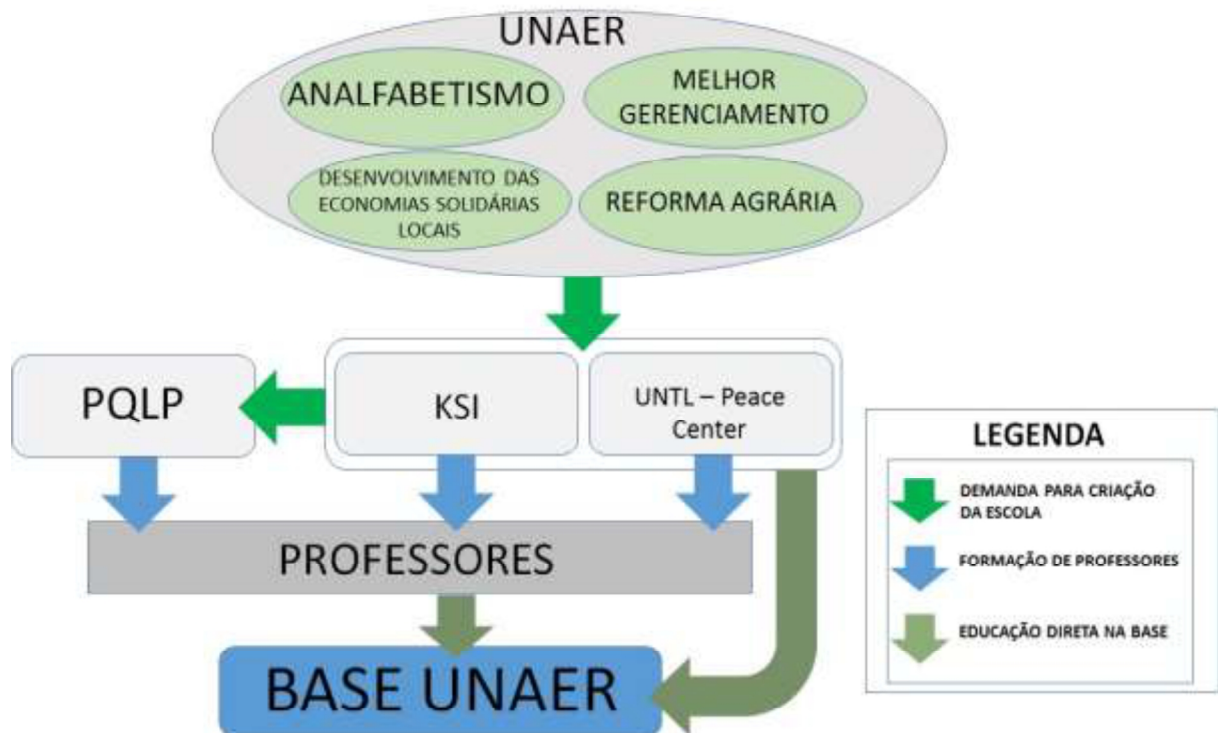 UNAER
ANALFABETISMO
MELHOR
GERENCIAMENTO
DESENVOLVIMENTO DAS
ECONOMIAS SOLIDÁRIAS
LOCAIS
REFORMA AGRÁRIA
PQLP
KSI
UNTL – Peace
Center
PROFESSORES
BASE UNAER
LEGENDA
DEMANDA PARA CRIAÇÃO
DA ESCOLA
FORMAÇÃO DE PROFESSORES
EDUCAÇÃO DIRETA NA BASE